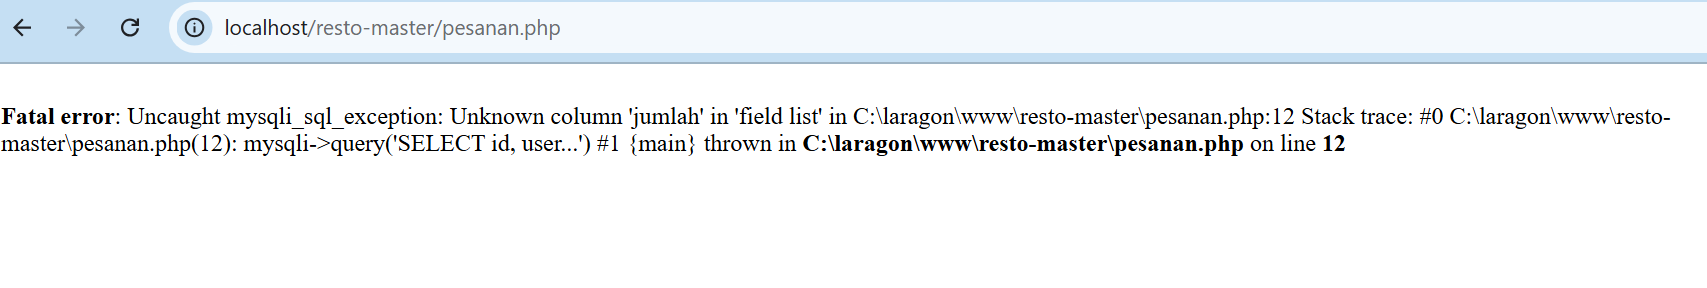 localhost/resto-master/pesanan.php
Fatal error: Uncaught mysqli_sql_exception: Unknown column 'jumlah' in 'field list' in C:\laragon\www\resto-master\pesanan.php:12 Stack trace: #0 C:\laragon\www\resto-
master\pesanan.php(12): mysqli->query('SELECT id, user...') #1 {main} thrown in C:\laragon\www\resto-master\pesanan.php on line 12